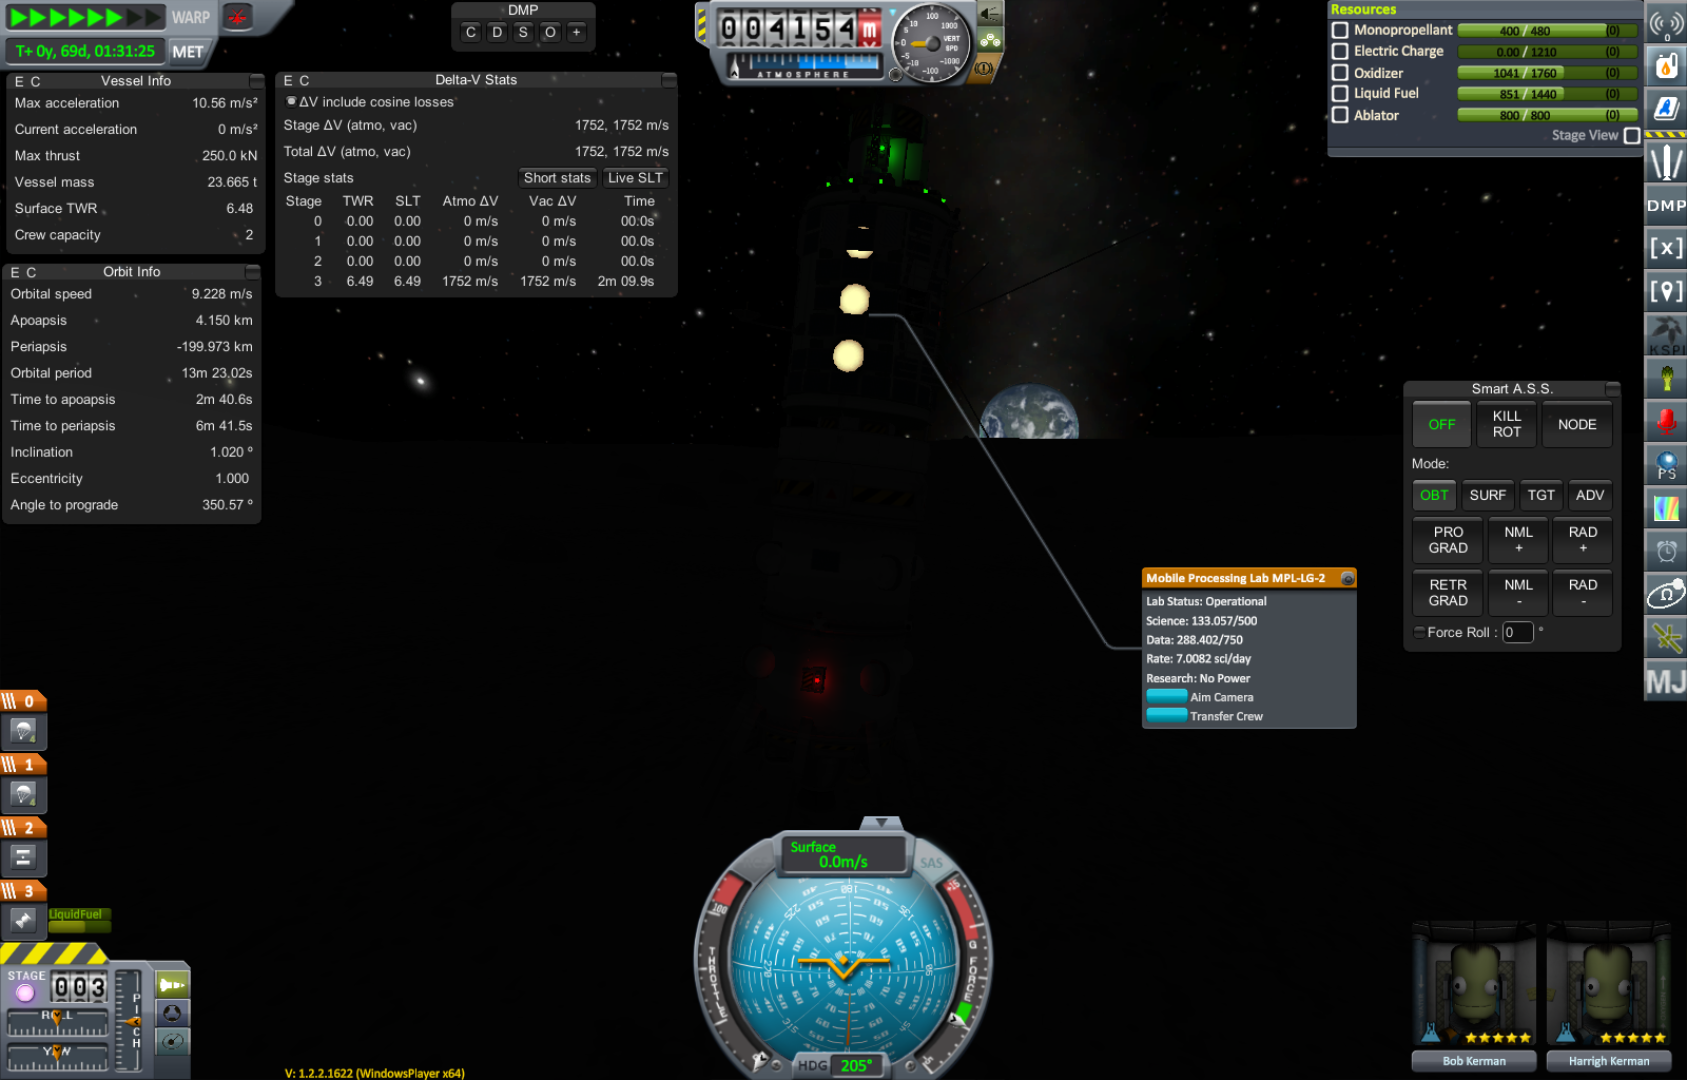 WARP
T+ 0y, 69d, 01:31:25 MET
DMP
C D S O +
004154 m
ATMOSPHERE
VERT SPD
Resources
Monopropellant 400 / 480 (0)
Electric Charge 0.00 / 1210 (0)
Oxidizer 1041 / 1760 (0)
Liquid Fuel 851 / 1440 (0)
Ablator 800 / 800 (0)
Stage View
E C Vessel Info
Max acceleration 10.56 m/s²
Current acceleration 0 m/s²
Max thrust 250.0 kN
Vessel mass 23.665 t
Surface TWR 6.48
Crew capacity 2
E C Delta-V Stats
ΔV include cosine losses
Stage ΔV (atmo, vac) 1752, 1752 m/s
Total ΔV (atmo, vac) 1752, 1752 m/s
Stage stats Short stats Live SLT
Stage TWR SLT Atmo ΔV Vac ΔV Time
0 0.00 0.00 0 m/s 0 m/s 00:0s
1 0.00 0.00 0 m/s 0 m/s 00:0s
2 0.00 0.00 0 m/s 0 m/s 00:0s
3 6.49 6.49 1752 m/s 1752 m/s 2m 09.9s
E C Orbit Info
Orbital speed 9.228 m/s
Apoapsis 4.150 km
Periapsis -199.973 km
Orbital period 13m 23.02s
Time to apoapsis 2m 40.6s
Time to periapsis 6m 41.5s
Inclination 1.020 º
Eccentricity 1.000
Angle to prograde 350.57 º
DMP
[x]
KSPI
PS
MJ
Smart A.S.S.
OFF KILL ROT NODE
Mode:
OBT SURF TGT ADV
PRO GRAD NML + RAD +
RETR GRAD NML - RAD -
Force Roll : 0 °
Mobile Processing Lab MPL-LG-2
Lab Status: Operational
Science: 133.057/500
Data: 288.402/750
Rate: 7.0082 sci/day
Research: No Power
Aim Camera
Transfer Crew
0
1
2
3
LiquidFuel
STAGE 003
ROLL
YAW
PITCH
Surface
0.0m/s
SAS
THROTTLE
G FORCE
HDG 205°
Bob Kerman
Harrigh Kerman
V: 1.2.2.1622 (WindowsPlayer x64)